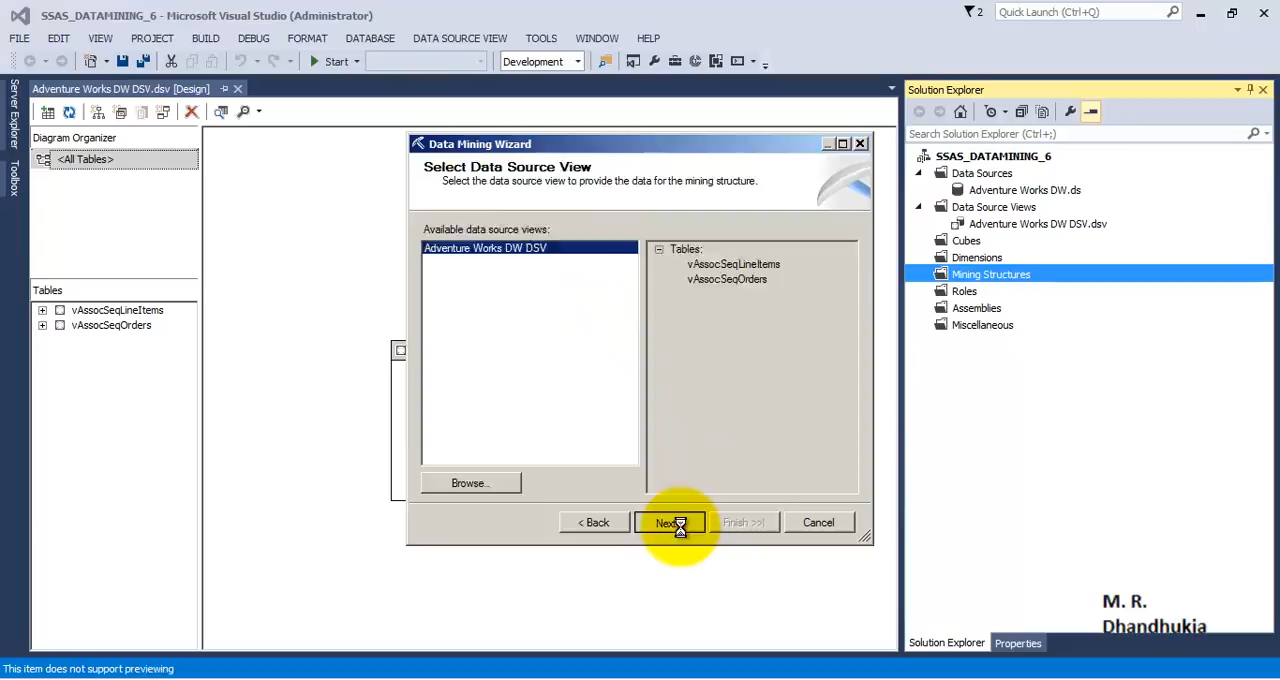 SSAS_DATAMINING_6 - Microsoft Visual Studio (Administrator)
2
Quick Launch (Ctrl+Q)
FILE EDIT VIEW PROJECT BUILD DEBUG FORMAT DATABASE DATA SOURCE VIEW TOOLS WINDOW HELP
Start
Development
Server Explorer
Toolbox
Adventure Works DW DSV.dsv [Design]
Diagram Organizer
<All Tables>
Tables
vAssocSeqLineItems
vAssocSeqOrders
Data Mining Wizard
Select Data Source View
Select the data source view to provide the data for the mining structure.
Available data source views:
Adventure Works DW DSV
Tables:
vAssocSeqLineItems
vAssocSeqOrders
Browse...
< Back
Next
Finish >>|
Cancel
Solution Explorer
Search Solution Explorer (Ctrl+;)
SSAS_DATAMINING_6
Data Sources
Adventure Works DW.ds
Data Source Views
Adventure Works DW DSV.dsv
Cubes
Dimensions
Mining Structures
Roles
Assemblies
Miscellaneous
M. R.
Dhandhukia
Solution Explorer
Properties
This item does not support previewing